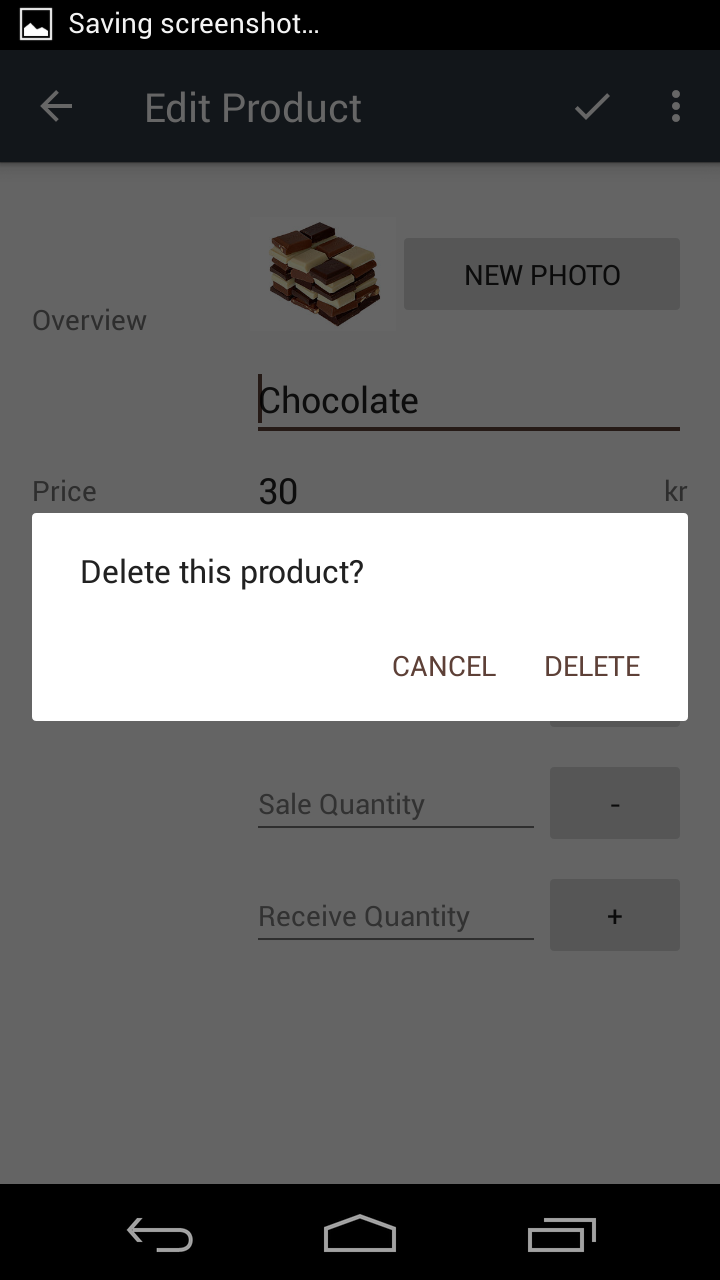 Saving screenshot...
Edit Product
NEW PHOTO
Overview
Chocolate
Price 30 kr
Delete this product?
CANCEL DELETE
Sale Quantity -
Receive Quantity +